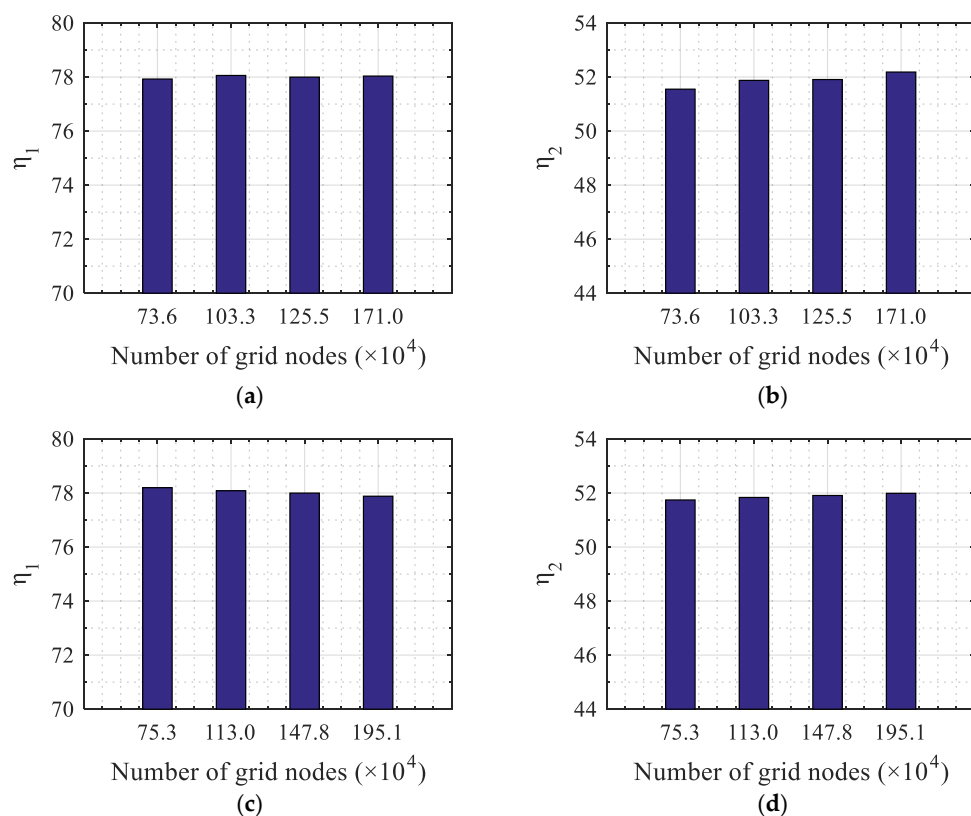 80
78
76
74
72
70
η1
73.6 103.3 125.5 171.0
Number of grid nodes (×10^4)
(a)
54
52
50
48
46
44
η2
73.6 103.3 125.5 171.0
Number of grid nodes (×10^4)
(b)
80
78
76
74
72
70
η1
75.3 113.0 147.8 195.1
Number of grid nodes (×10^4)
(c)
54
52
50
48
46
44
η2
75.3 113.0 147.8 195.1
Number of grid nodes (×10^4)
(d)